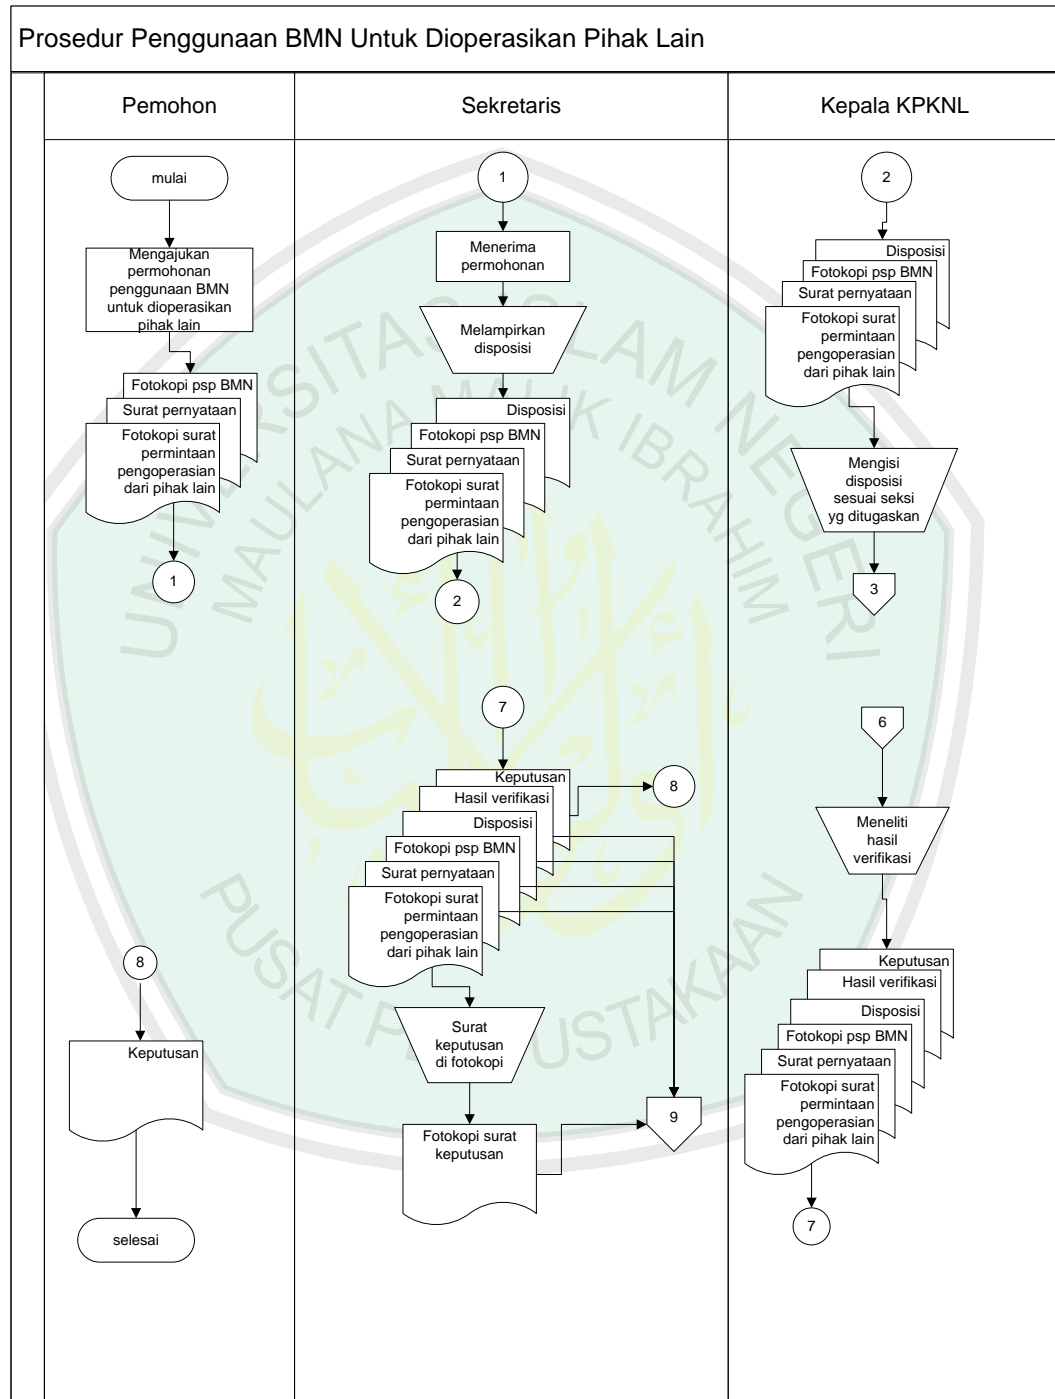 Prosedur Penggunaan BMN Untuk Dioperasikan Pihak Lain
Pemohon
Sekretaris
Kepala KPKNL
mulai
Mengajukan
permohonan
penggunaan BMN
untuk dioperasikan
pihak lain
Fotokopi psp BMN
Surat pernyataan
Fotokopi surat
permintaan
pengoperasian
dari pihak lain
1
8
Keputusan
selesai
1
Menerima
permohonan
Melampirkan
disposisi
Disposisi
Fotokopi psp BMN
Surat pernyataan
Fotokopi surat
permintaan
pengoperasian
dari pihak lain
2
7
Keputusan
Hasil verifikasi
Disposisi
Fotokopi psp BMN
Surat pernyataan
Fotokopi surat
permintaan
pengoperasian
dari pihak lain
8
Surat
keputusan
di fotokopi
Fotokopi surat
keputusan
9
2
Disposisi
Fotokopi psp BMN
Surat pernyataan
Fotokopi surat
permintaan
pengoperasian
dari pihak lain
Mengisi
disposisi
sesuai seksi
yg ditugaskan
3
6
Meneliti
hasil
verifikasi
Keputusan
Hasil verifikasi
Disposisi
Fotokopi psp BMN
Surat pernyataan
Fotokopi surat
permintaan
pengoperasian
dari pihak lain
7
UNIVERSITAS ISLAM NEGERI
MAULANA MALIK IBRAHIM